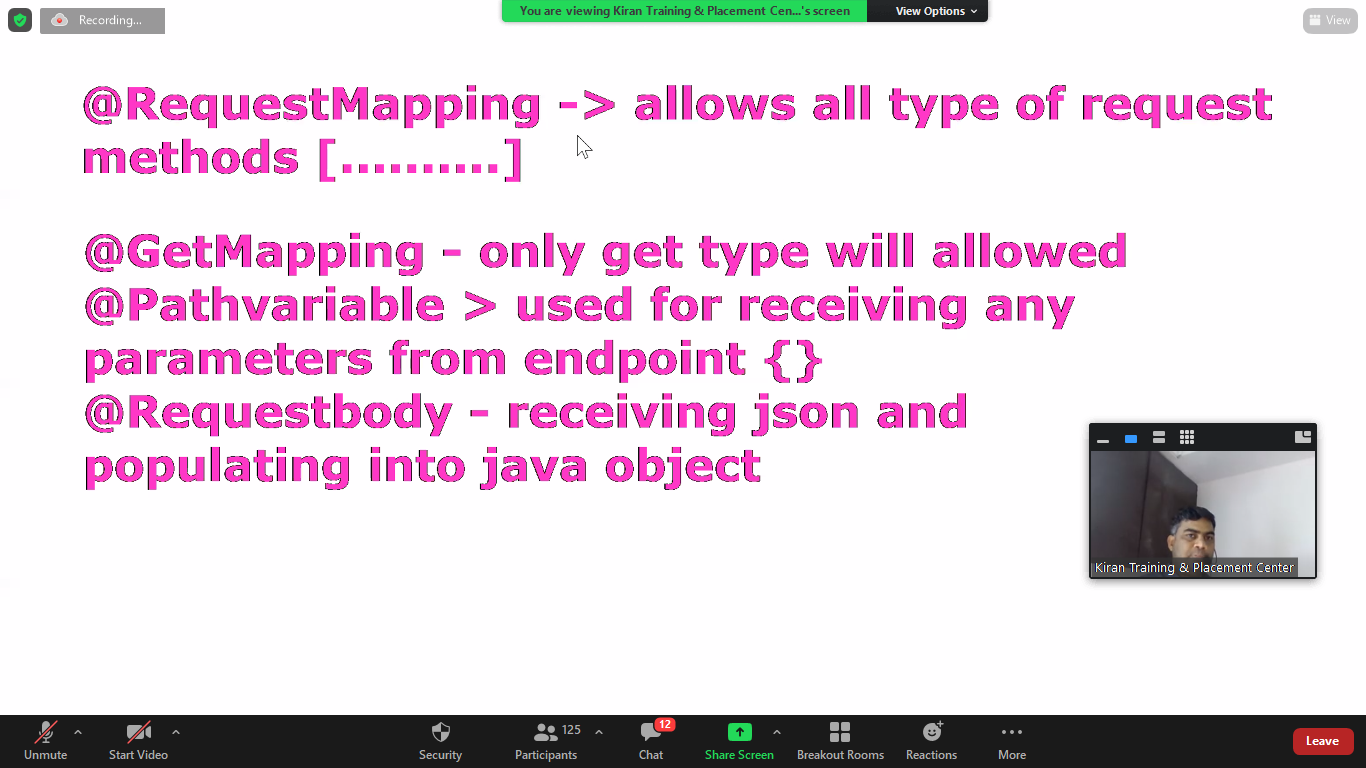 Recording...
You are viewing Kiran Training & Placement Cen...'s screen
View Options
View
@RequestMapping -> allows all type of request
methods [..........]
@GetMapping - only get type will allowed
@Pathvariable > used for receiving any
parameters from endpoint {}
@Requestbody - receiving json and
populating into java object
Kiran Training & Placement Center
Unmute
Start Video
Security
Participants
125
Chat
12
Share Screen
Breakout Rooms
Reactions
More
Leave